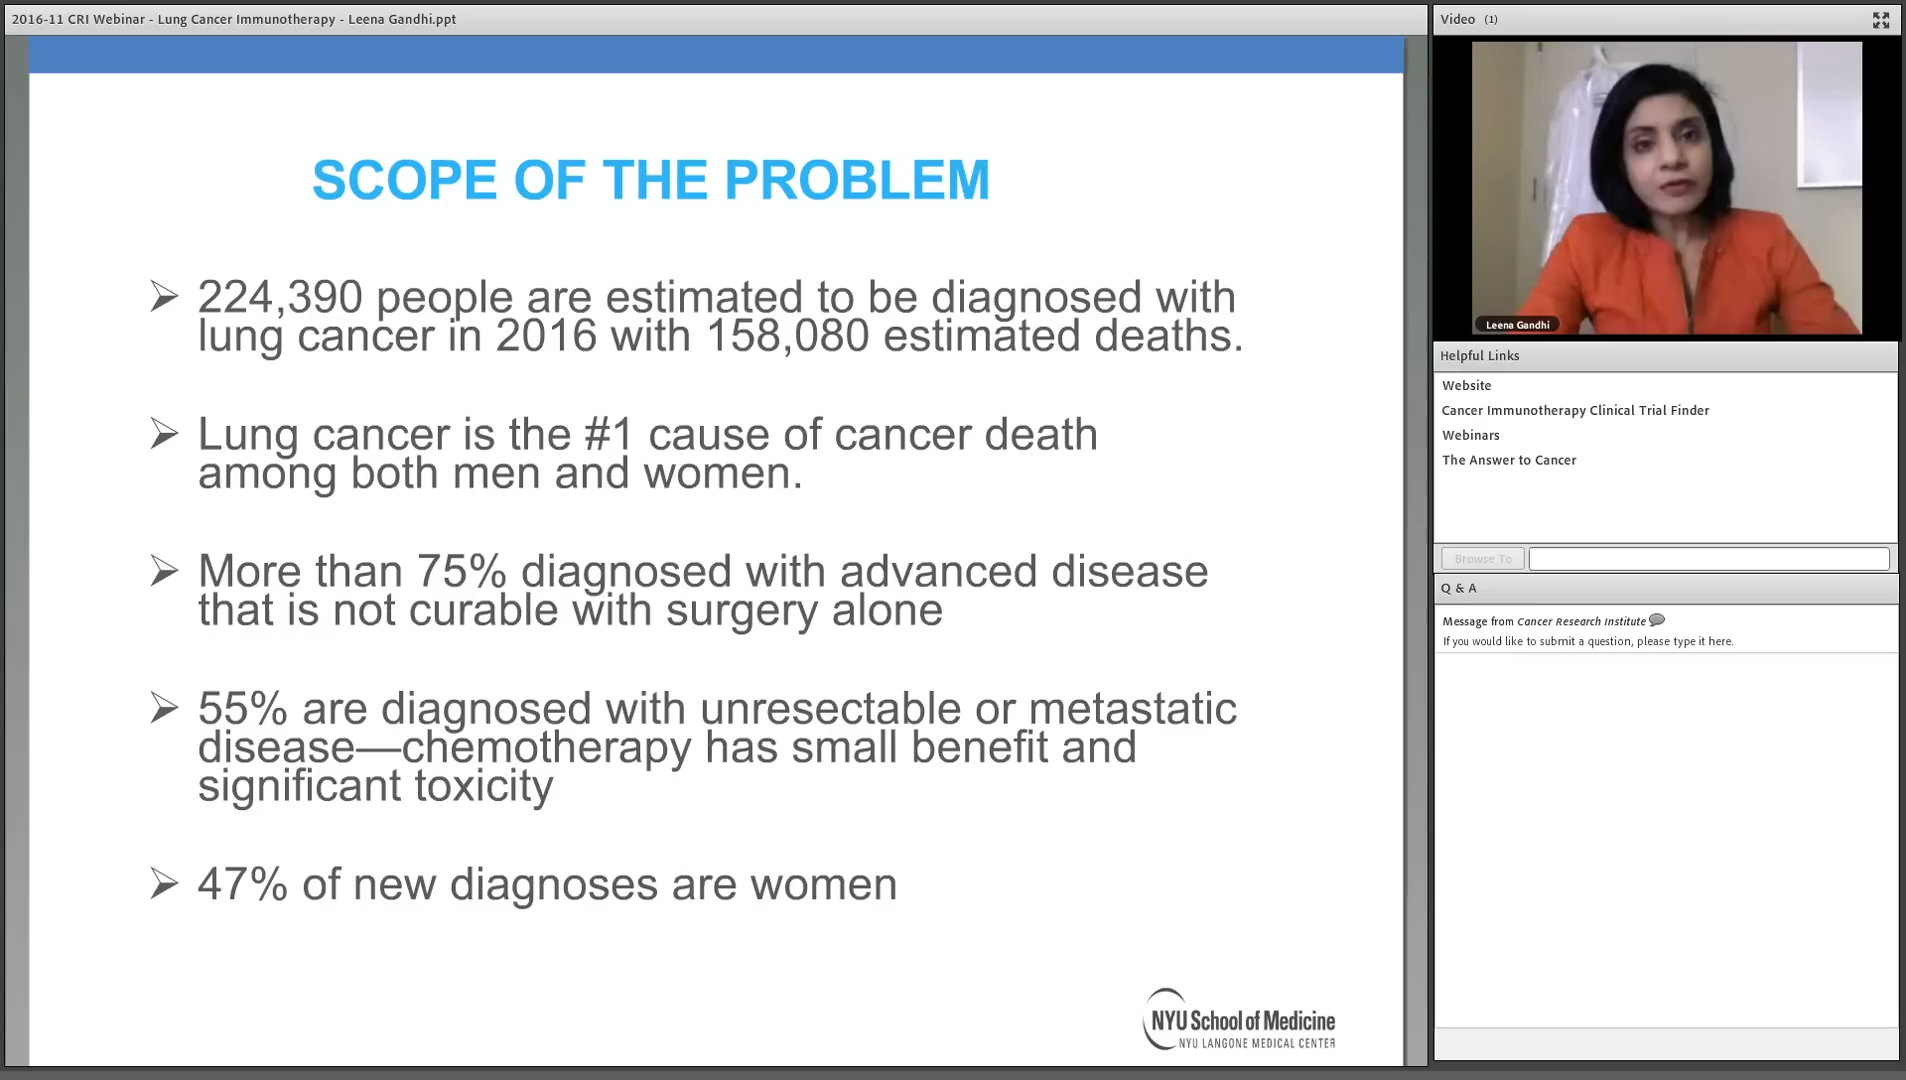 2016-11 CRI Webinar - Lung Cancer Immunotherapy - Leena Gandhi.ppt
SCOPE OF THE PROBLEM
➢ 224,390 people are estimated to be diagnosed with
lung cancer in 2016 with 158,080 estimated deaths.
➢ Lung cancer is the #1 cause of cancer death
among both men and women.
➢ More than 75% diagnosed with advanced disease
that is not curable with surgery alone
➢ 55% are diagnosed with unresectable or metastatic
disease—chemotherapy has small benefit and
significant toxicity
➢ 47% of new diagnoses are women
NYU School of Medicine
NYU LANGONE MEDICAL CENTER
Video (1)
Leena Gandhi
Helpful Links
Website
Cancer Immunotherapy Clinical Trial Finder
Webinars
The Answer to Cancer
Browse To
Q & A
Message from Cancer Research Institute
If you would like to submit a question, please type it here.